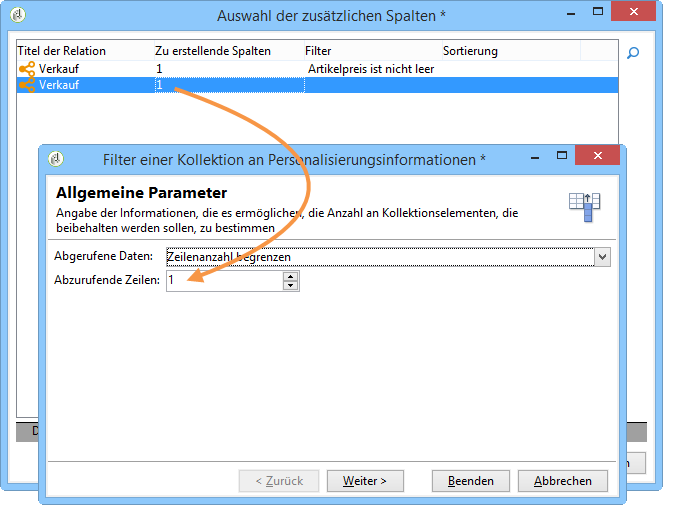 Auswahl der zusätzlichen Spalten *
Titel der Relation Zu erstellende Spalten Filter Sortierung
Verkauf 1 Artikelpreis ist nicht leer
Verkauf 1
Filter einer Kollektion an Personalisierungsinformationen *
Allgemeine Parameter
Angabe der Informationen, die es ermöglichen, die Anzahl an Kollektionselementen, die
beibehalten werden sollen, zu bestimmen
Abgerufene Daten: Zeilenanzahl begrenzen
Abzurufende Zeilen: 1
< Zurück Weiter > Beenden Abbrechen